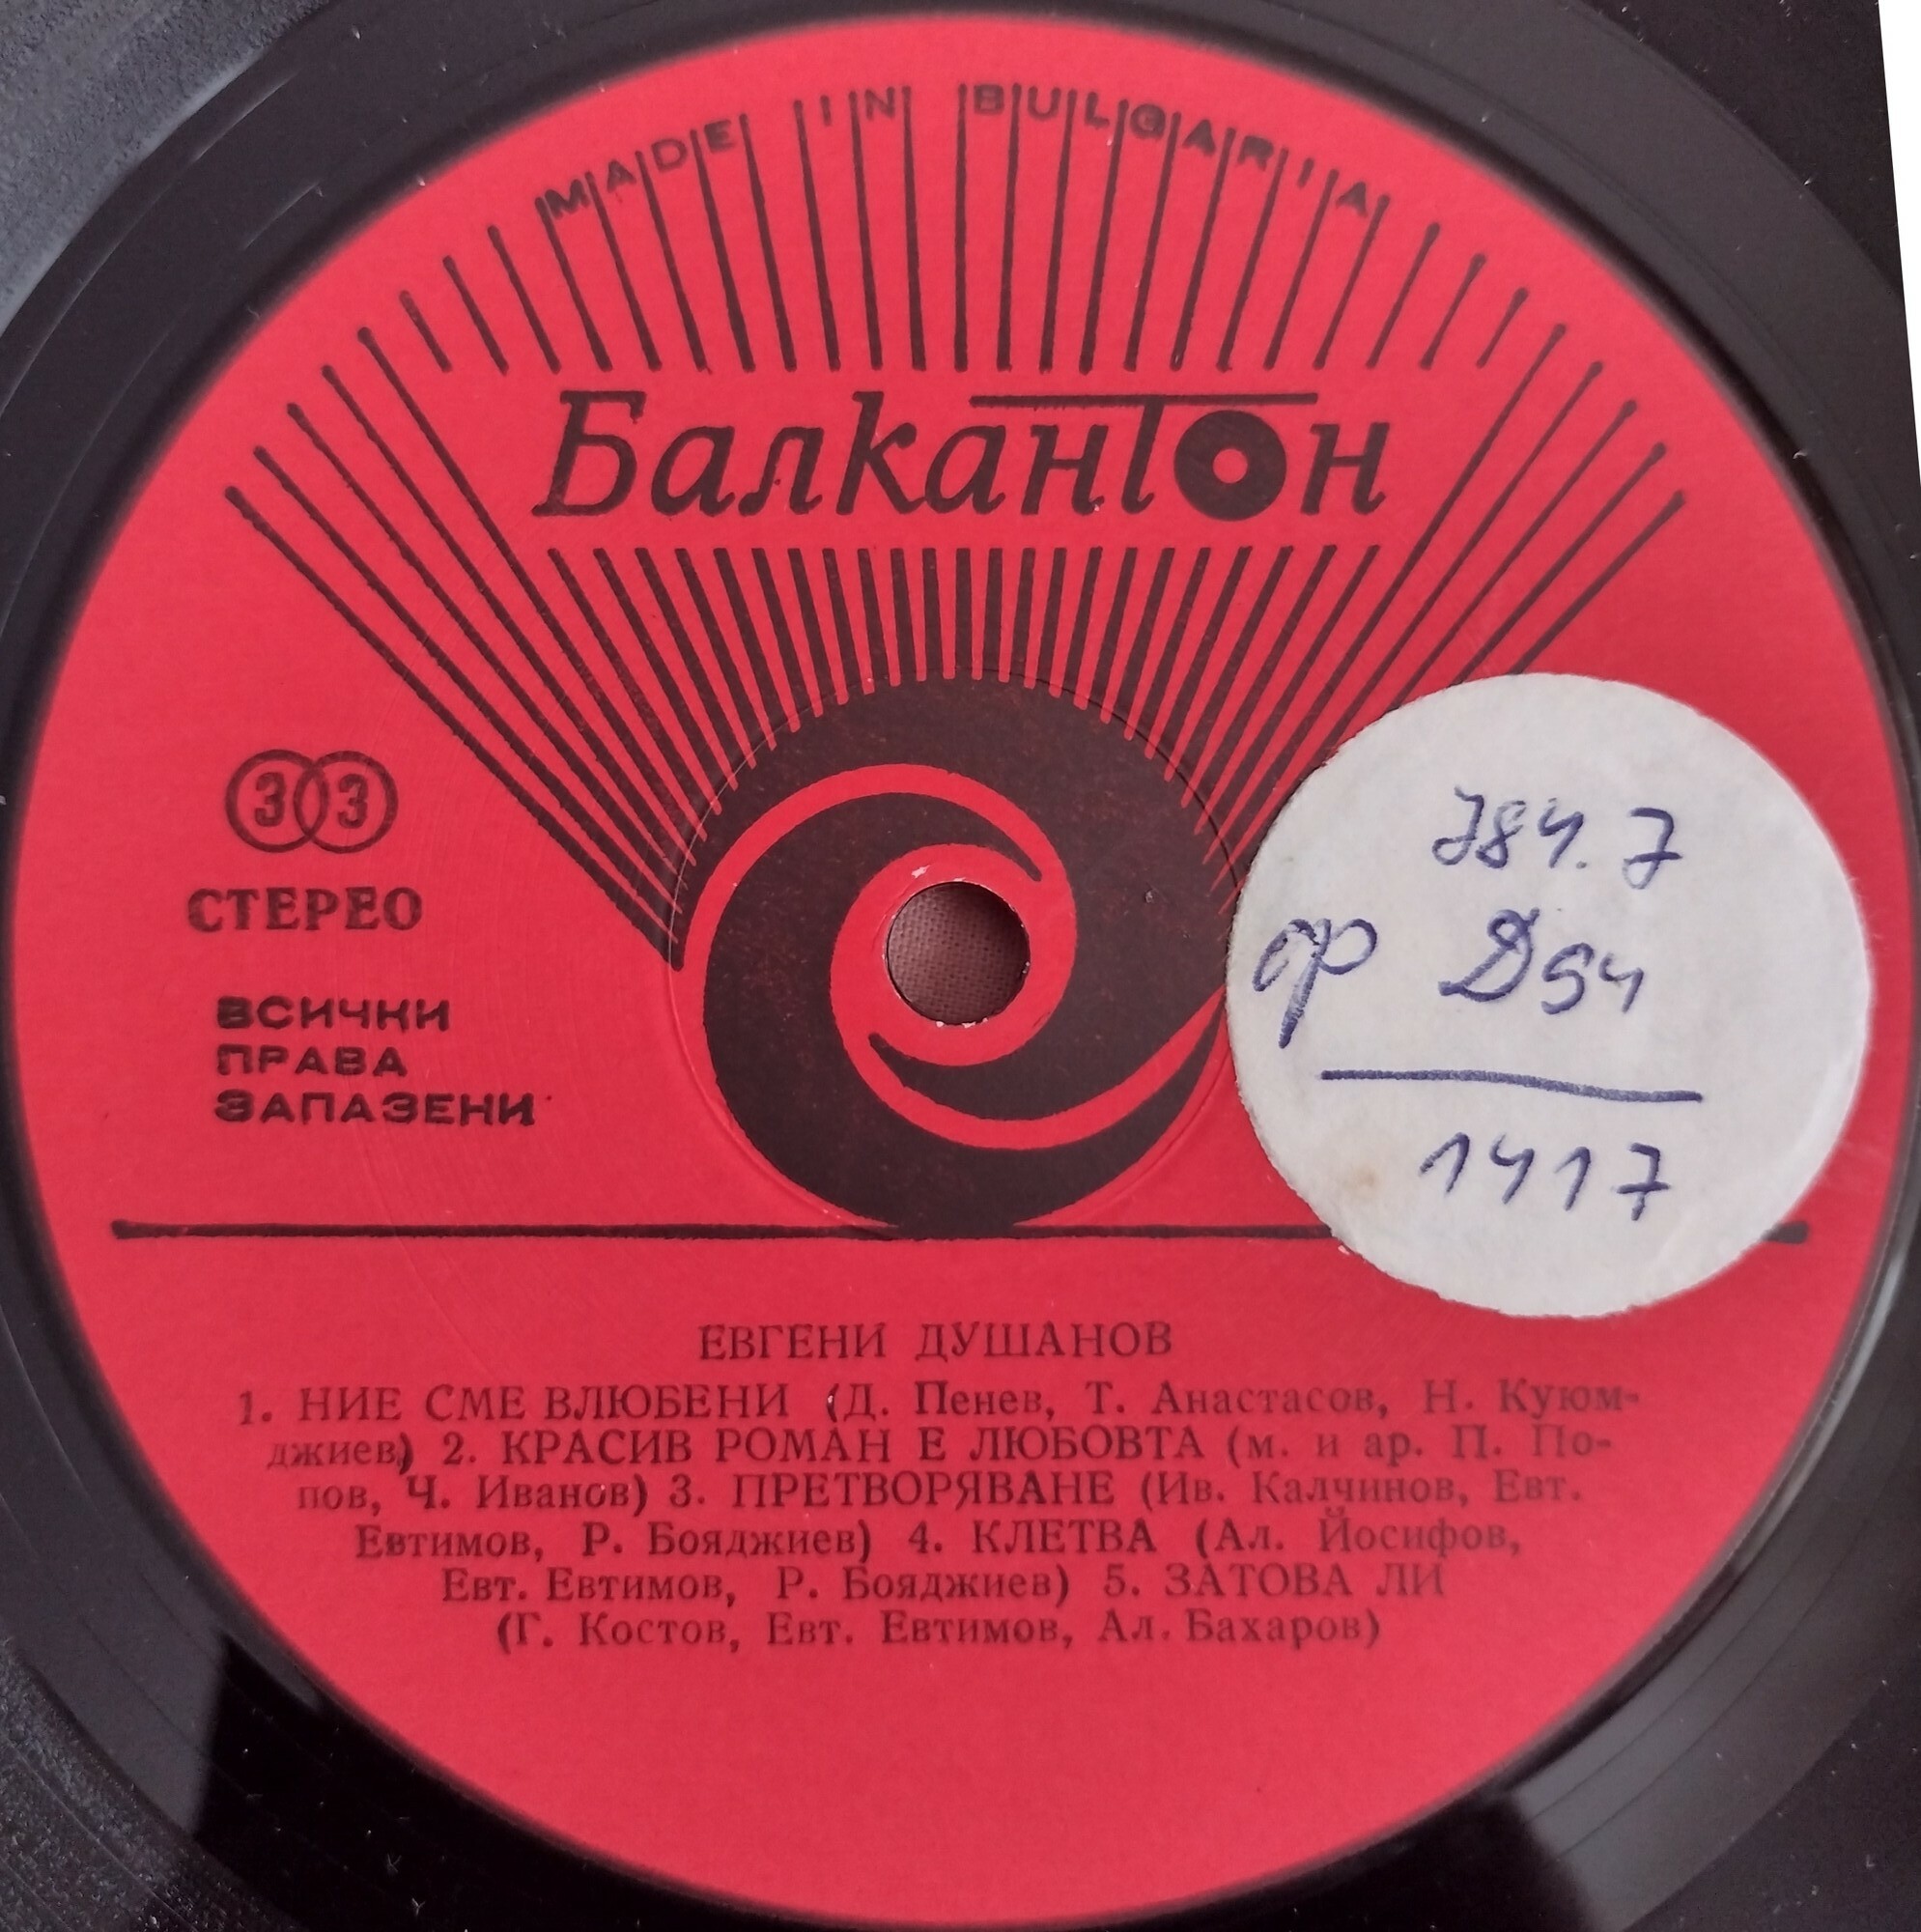 MADE IN BULGARIA
Балкантон
33
СТЕРЕО
ВСИЧКИ
ПРАВА
ЗАПАЗЕНИ
784.7
ор Д94
1417
ЕВГЕНИ ДУШАНОВ
1. НИЕ СМЕ ВЛЮБЕНИ (Д. Пенев, Т. Анастасов, Н. Куюм-
джиев) 2. КРАСИВ РОМАН Е ЛЮБОВТА (м. и ар. П. По-
пов, Ч. Иванов) 3. ПРЕТВОРЯВАНЕ (Ив. Калчинов, Евт.
Евтимов, Р. Бояджиев) 4. КЛЕТВА (Ал. Йосифов,
Евт. Евтимов, Р. Бояджиев) 5. ЗАТОВА ЛИ
(Г. Костов, Евт. Евтимов, Ал. Бахаров)